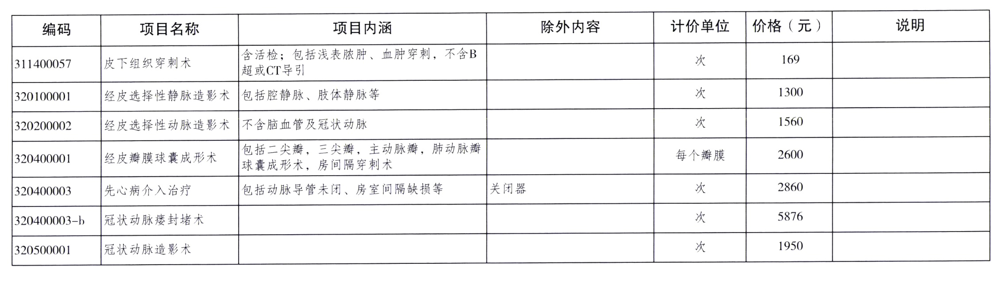 编码 项目名称 项目内涵 除外内容 计价单位 价格（元） 说明
311400057 皮下组织穿刺术 含活检；包括浅表脓肿、血肿穿刺，不含B
超或CT导引 次 169
320100001 经皮选择性静脉造影术 包括腔静脉、肢体静脉等 次 1300
320200002 经皮选择性动脉造影术 不含脑血管及冠状动脉 次 1560
320400001 经皮瓣膜球囊成形术 包括二尖瓣，三尖瓣，主动脉瓣，肺动脉瓣
球囊成形术，房间隔穿刺术 每个瓣膜 2600
320400003 先心病介入治疗 包括动脉导管未闭、房室间隔缺损等 关闭器 次 2860
320400003-b 冠状动脉瘘封堵术 次 5876
320500001 冠状动脉造影术 次 1950